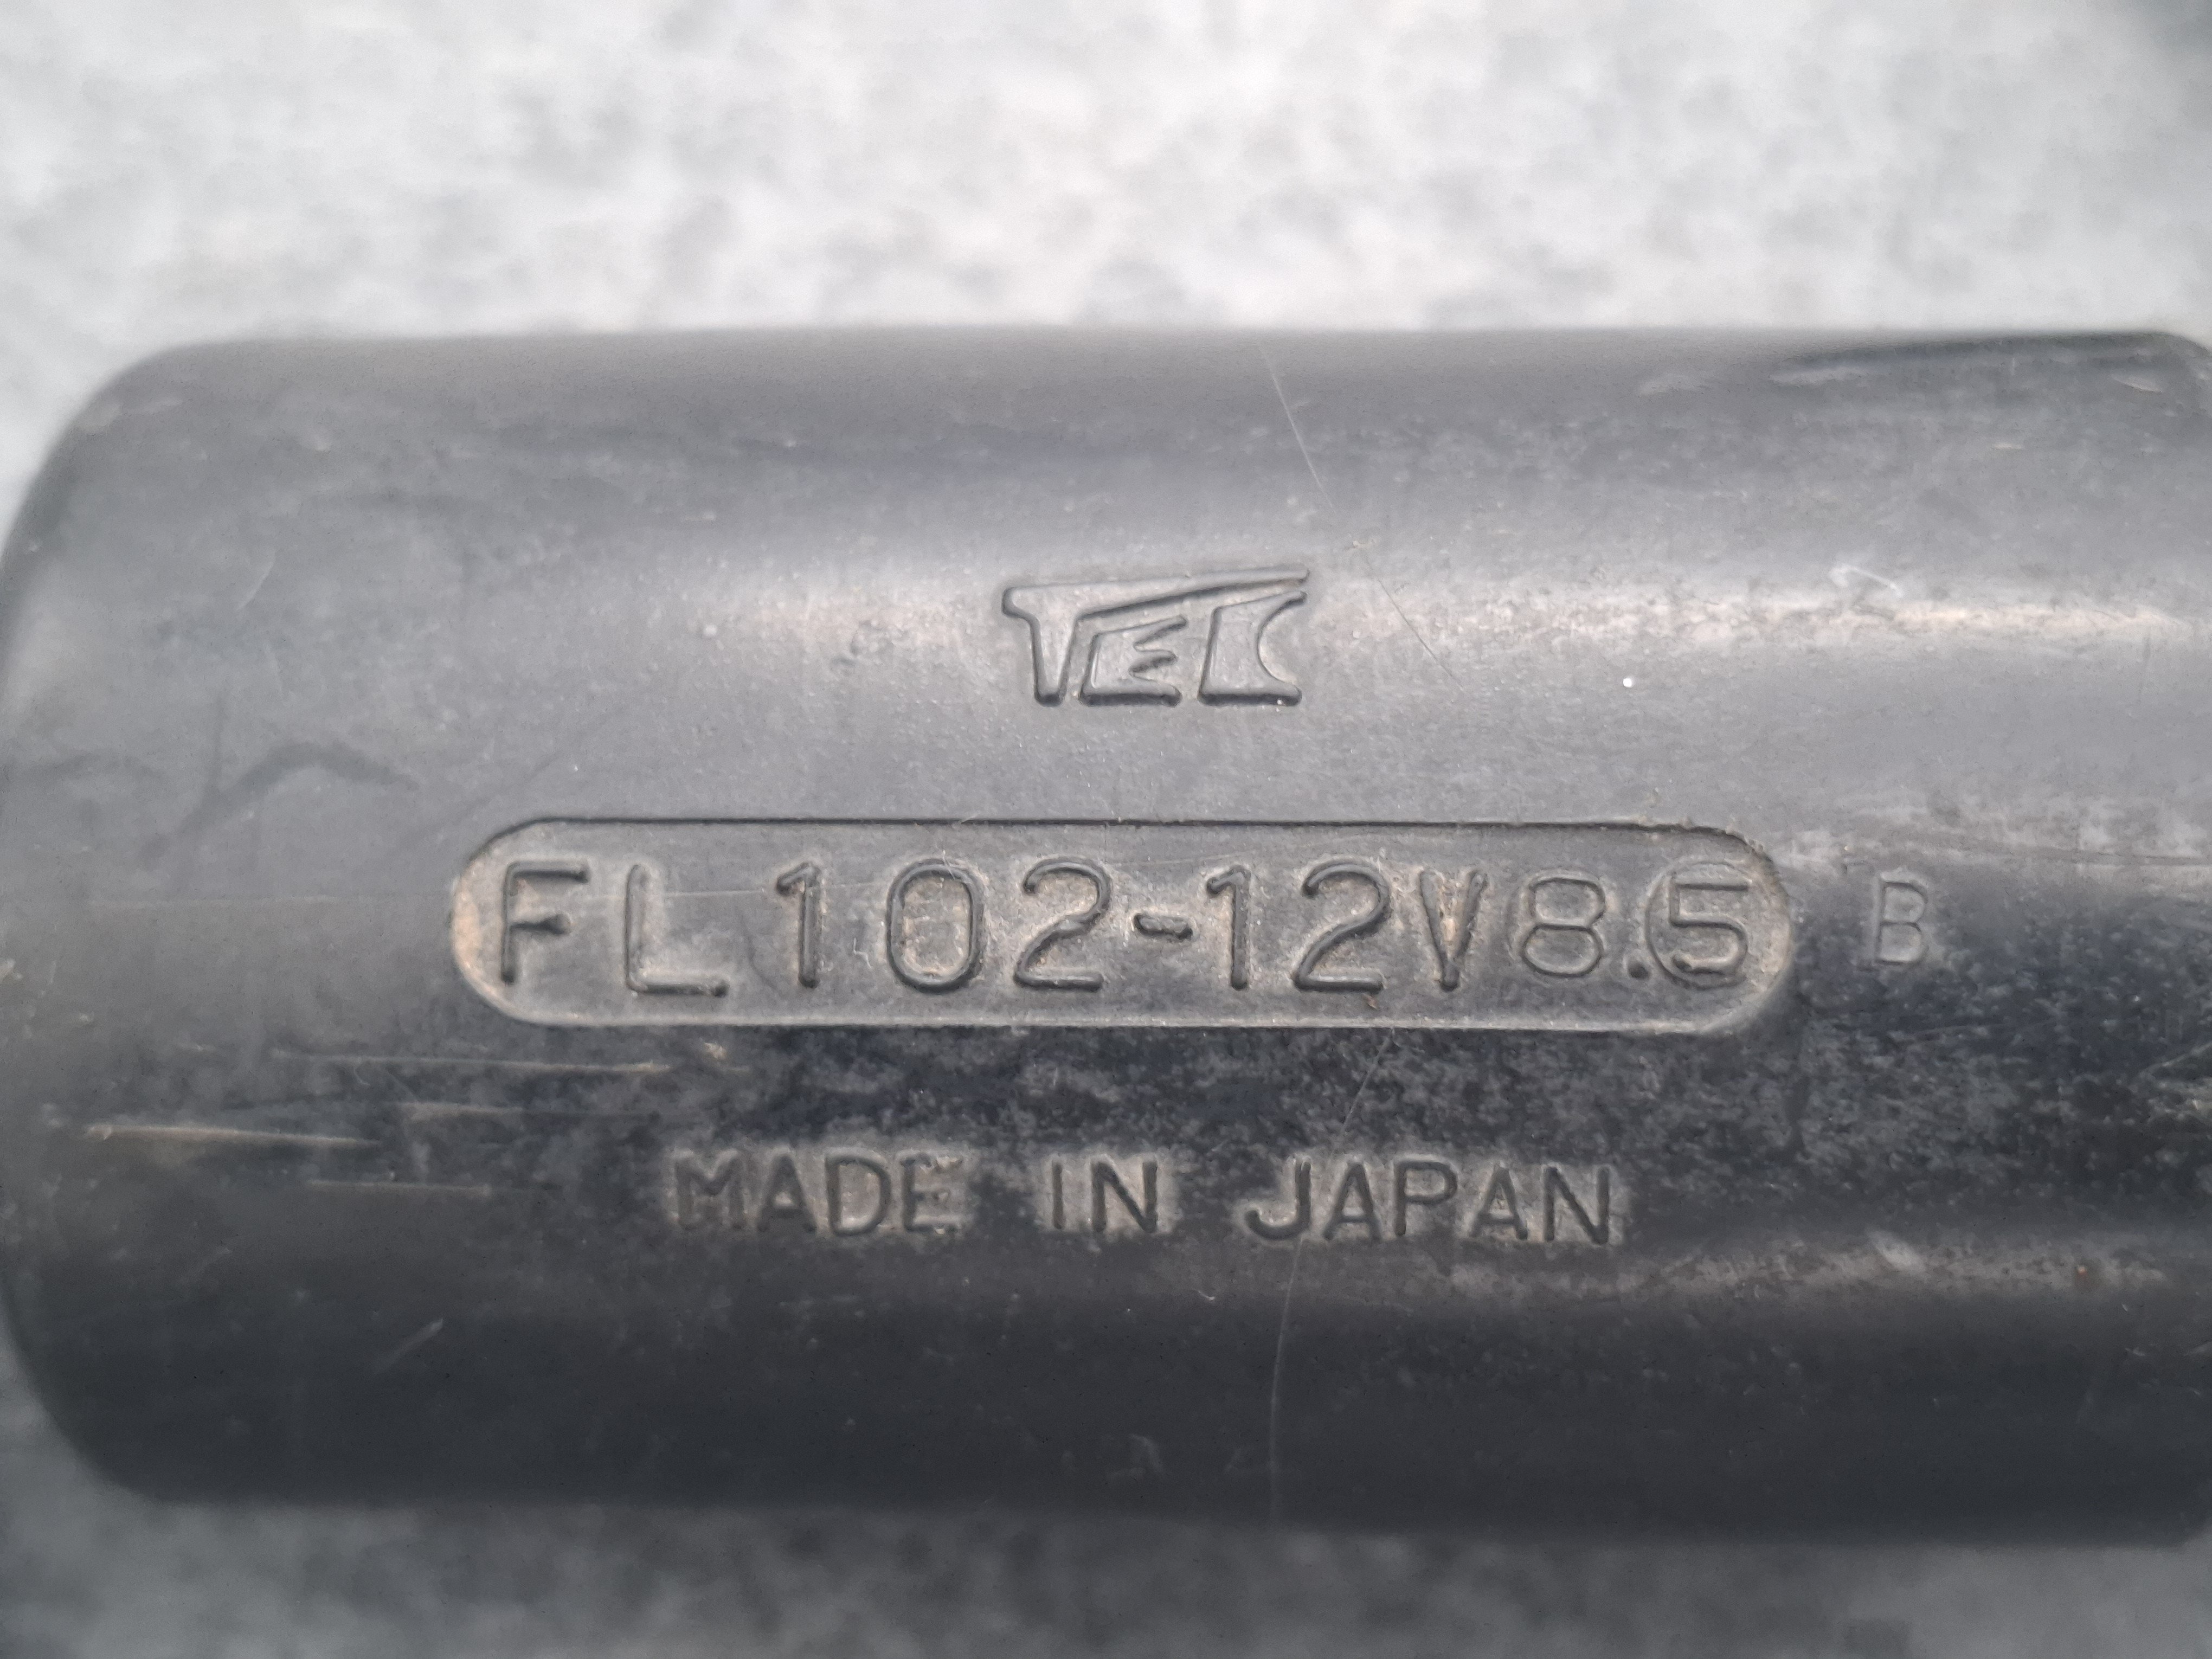 TEC
FL102-12V8.5 B
MADE IN JAPAN